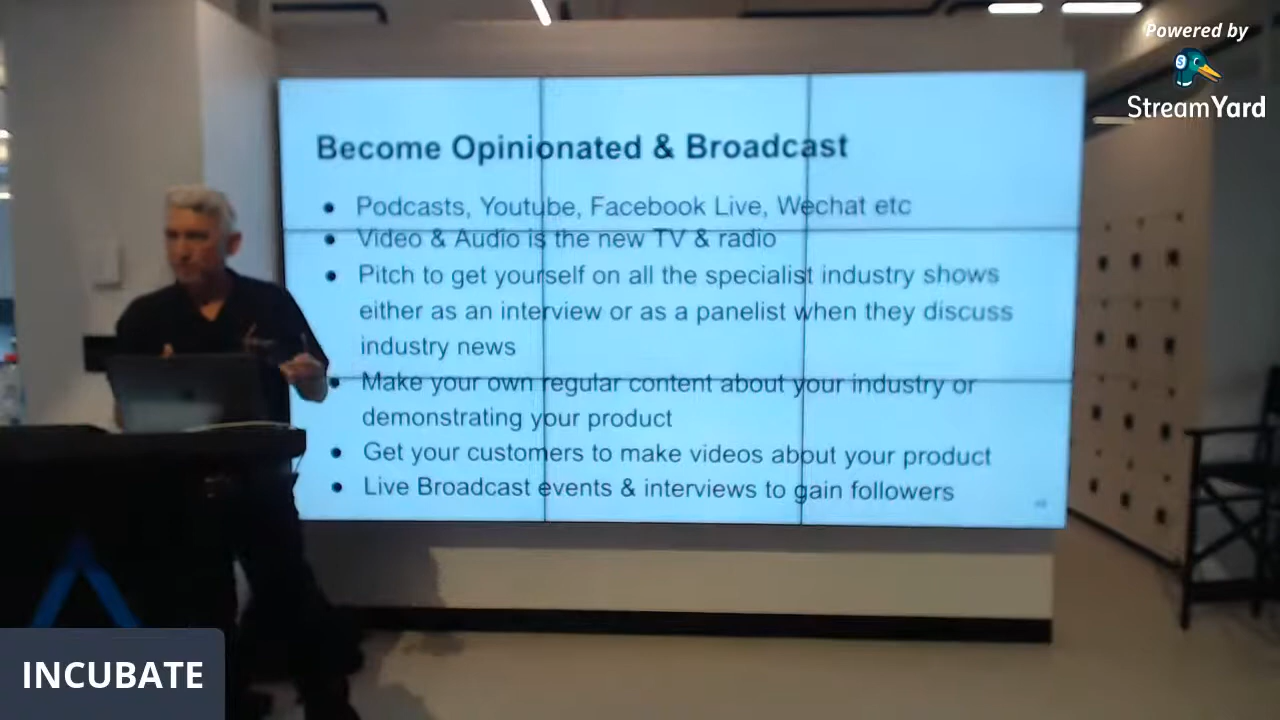 Powered by
StreamYard
Become Opinionated & Broadcast
• Podcasts, Youtube, Facebook Live, Wechat etc
• Video & Audio is the new TV & radio
• Pitch to get yourself on all the specialist industry shows
either as an interview or as a panelist when they discuss
industry news
• Make your own regular content about your industry or
demonstrating your product
• Get your customers to make videos about your product
• Live Broadcast events & interviews to gain followers
INCUBATE